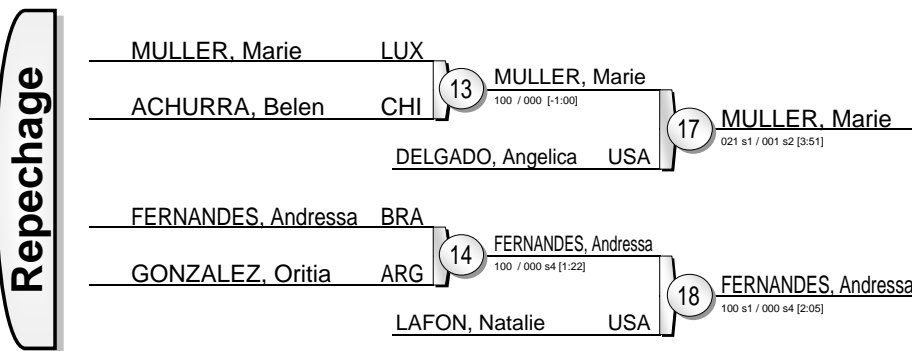 Repechage
MULLER, Marie LUX
ACHURRA, Belen CHI
13
MULLER, Marie
100 / 000 [-1:00]
DELGADO, Angelica USA
17
MULLER, Marie
021 s1 / 001 s2 [3:51]
FERNANDES, Andressa BRA
GONZALEZ, Oritia ARG
14
FERNANDES, Andressa
100 / 000 s4 [1:22]
LAFON, Natalie USA
18
FERNANDES, Andressa
100 s1 / 000 s4 [2:05]